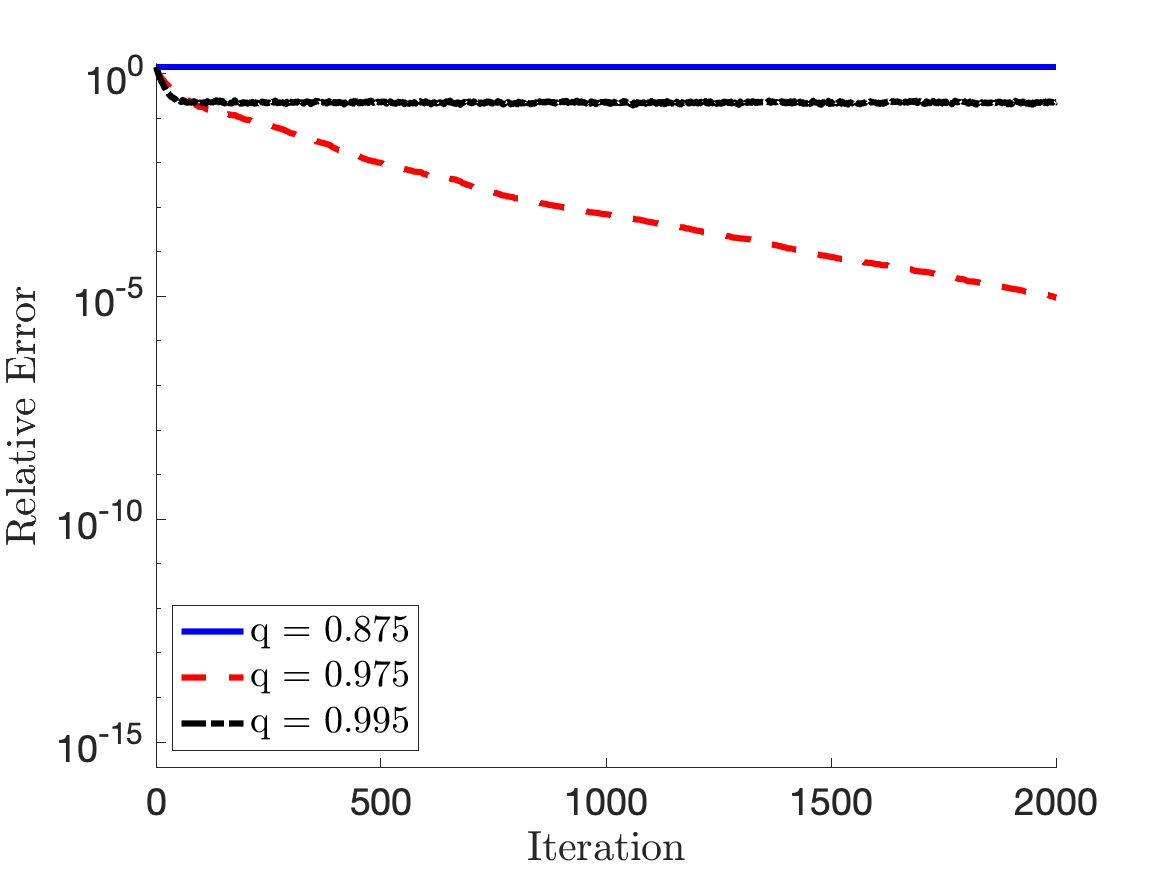 10^0
10^-5
10^-10
10^-15
Relative Error
q = 0.875
q = 0.975
q = 0.995
0 500 1000 1500 2000
Iteration